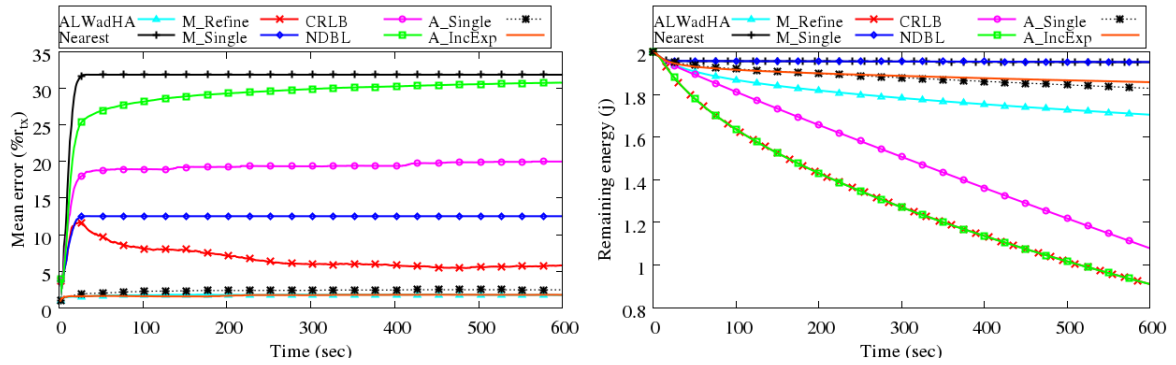 ALWadHA M_Refine CRLB A_Single
Nearest M_Single NDBL A_IncExp
35
30
25
20
15
10
5
0
Mean error (%r_tx)
0 100 200 300 400 500 600
Time (sec)
ALWadHA M_Refine CRLB A_Single
Nearest M_Single NDBL A_IncExp
2
1.8
1.6
1.4
1.2
1
0.8
Remaining energy (j)
0 100 200 300 400 500 600
Time (sec)